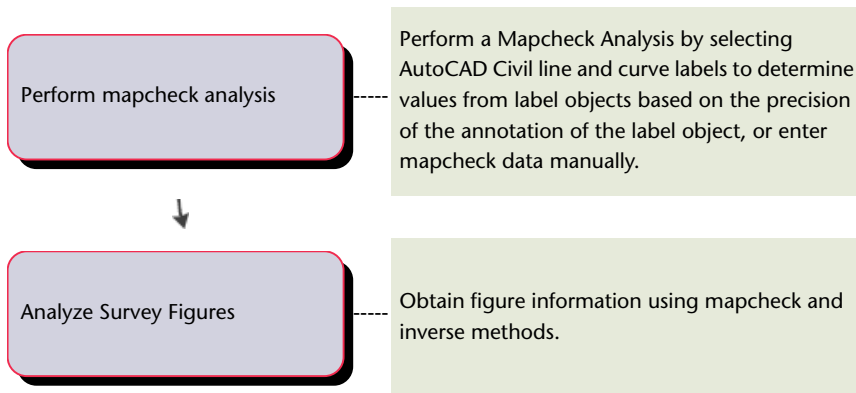 Perform mapcheck analysis
Perform a Mapcheck Analysis by selecting
AutoCAD Civil line and curve labels to determine
values from label objects based on the precision
of the annotation of the label object, or enter
mapcheck data manually.
Analyze Survey Figures
Obtain figure information using mapcheck and
inverse methods.